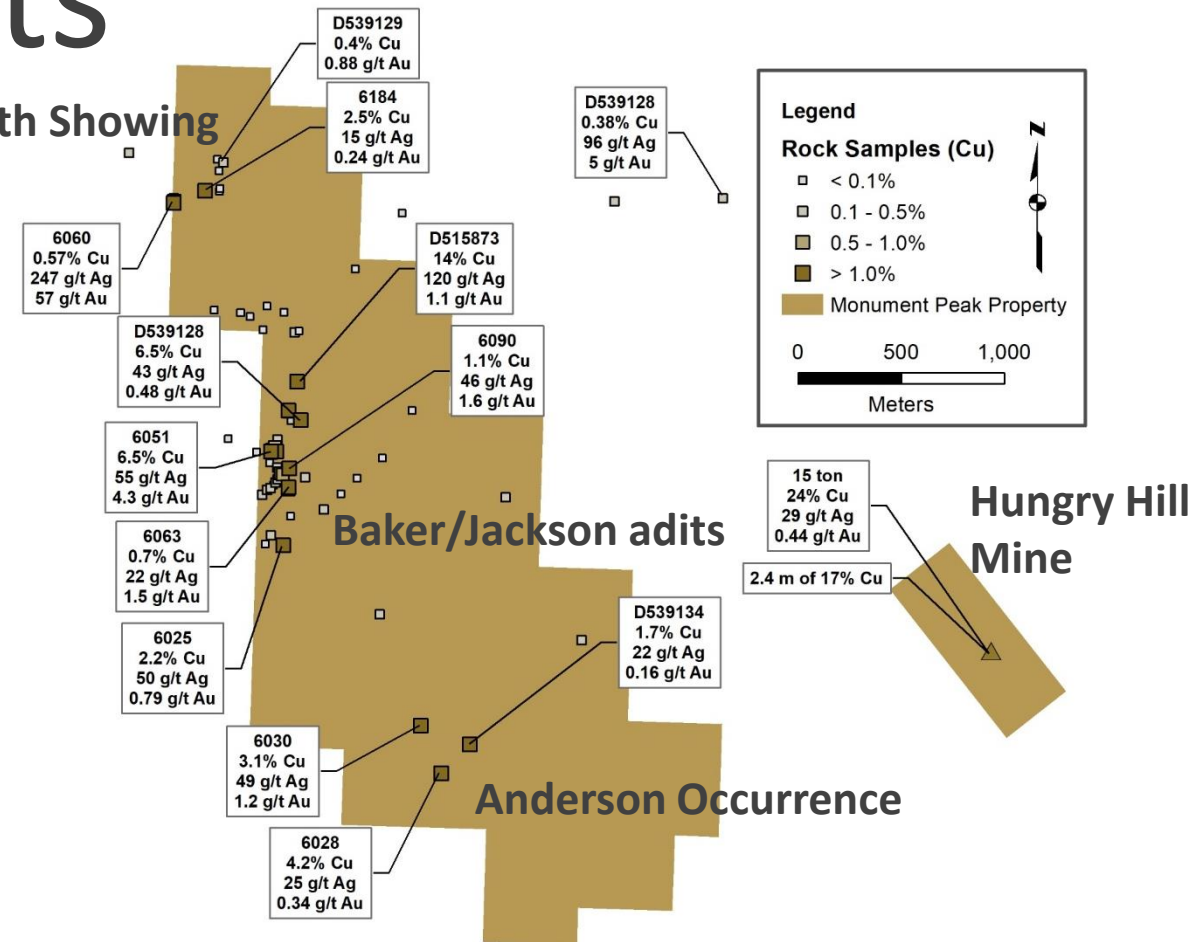 th Showing
D539129
0.4% Cu
0.88 g/t Au
6184
2.5% Cu
15 g/t Ag
0.24 g/t Au
D539128
0.38% Cu
96 g/t Ag
5 g/t Au
6060
0.57% Cu
247 g/t Ag
57 g/t Au
D515873
14% Cu
120 g/t Ag
1.1 g/t Au
D539128
6.5% Cu
43 g/t Ag
0.48 g/t Au
6090
1.1% Cu
46 g/t Ag
1.6 g/t Au
6051
6.5% Cu
55 g/t Ag
4.3 g/t Au
6063
0.7% Cu
22 g/t Ag
1.5 g/t Au
Baker/Jackson adits
6025
2.2% Cu
50 g/t Ag
0.79 g/t Au
D539134
1.7% Cu
22 g/t Ag
0.16 g/t Au
6030
3.1% Cu
49 g/t Ag
1.2 g/t Au
Anderson Occurrence
6028
4.2% Cu
25 g/t Ag
0.34 g/t Au
Legend
Rock Samples (Cu)
< 0.1%
0.1 - 0.5%
0.5 - 1.0%
> 1.0%
Monument Peak Property
N
0 500 1,000
Meters
15 ton
24% Cu
29 g/t Ag
0.44 g/t Au
2.4 m of 17% Cu
Hungry Hill
Mine